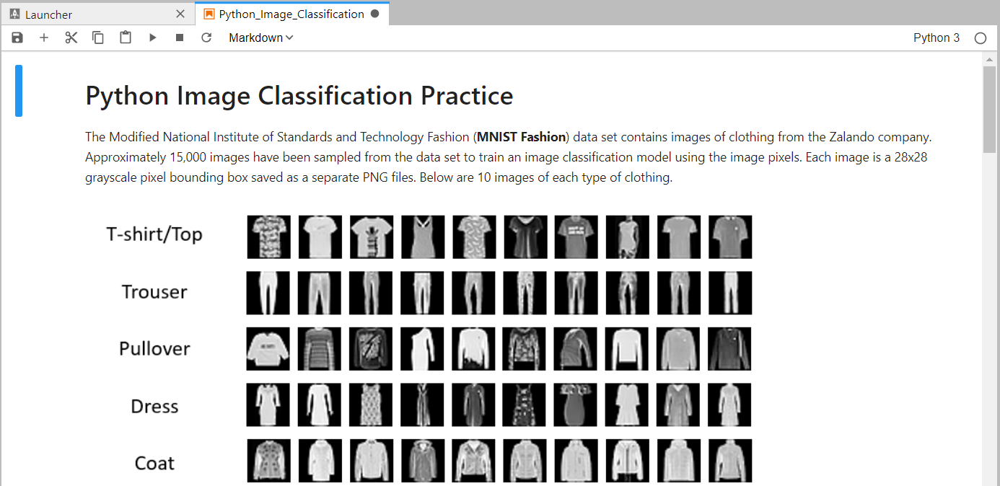 Launcher
Python_Image_Classification
Markdown
Python 3
Python Image Classification Practice
The Modified National Institute of Standards and Technology Fashion (MNIST Fashion) data set contains images of clothing from the Zalando company.
Approximately 15,000 images have been sampled from the data set to train an image classification model using the image pixels. Each image is a 28x28
grayscale pixel bounding box saved as a separate PNG files. Below are 10 images of each type of clothing.
T-shirt/Top
Trouser
Pullover
Dress
Coat